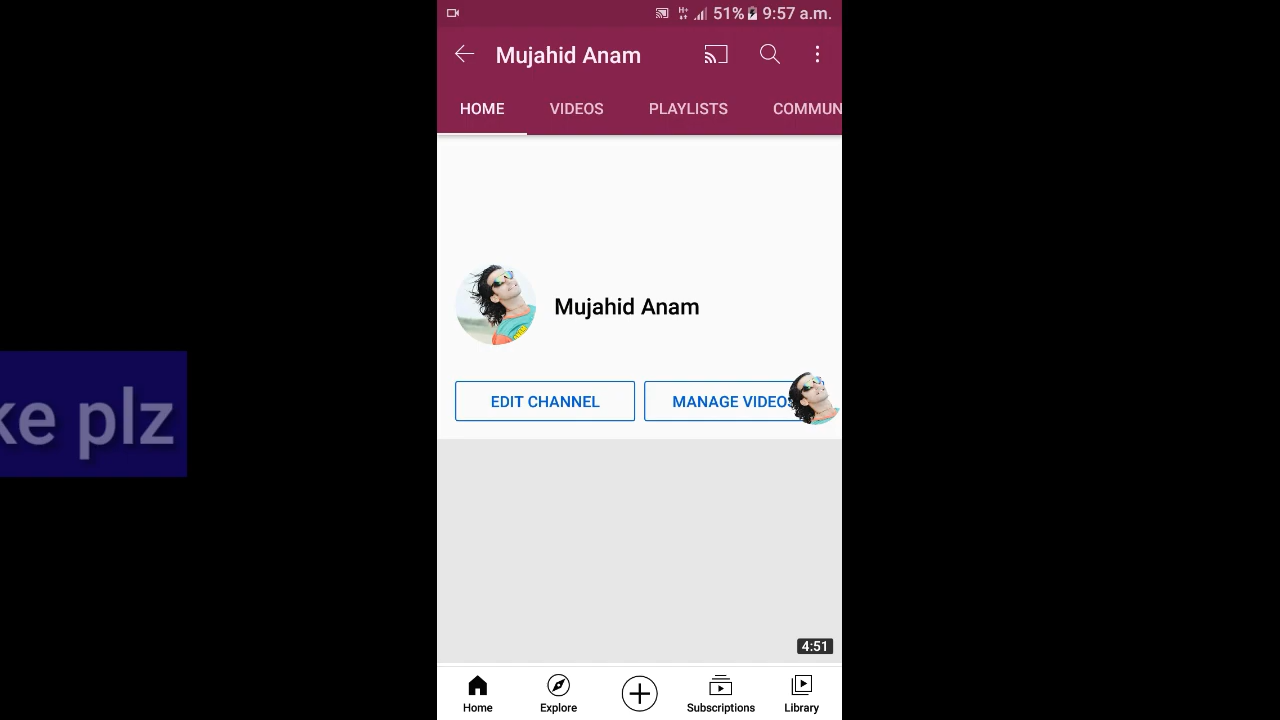 H+ 51% 9:57 a.m.
Mujahid Anam
HOME VIDEOS PLAYLISTS COMMUN
Mujahid Anam
EDIT CHANNEL MANAGE VIDEOS
ke plz
4:51
Home Explore Subscriptions Library